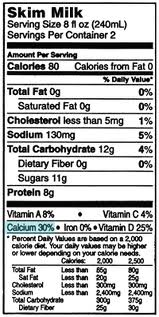 Skim Milk
Serving Size 8 fl oz (240mL)
Servings Per Container 2
Amount Per Serving
Calories 80 Calories from Fat 0
% Daily Value*
Total Fat 0g 0%
Saturated Fat 0g 0%
Cholesterol less than 5mg 1%
Sodium 130mg 5%
Total Carbohydrate 12g 4%
Dietary Fiber 0g 0%
Sugars 11g
Protein 8g
Vitamin A 8% • Vitamin C 4%
Calcium 30% • Iron 0% • Vitamin D 25%
* Percent Daily Values are based on a 2,000
calorie diet. Your daily values may be higher
or lower depending on your calorie needs.
Calories: 2,000 2,500
Total Fat Less than 65g 80g
Sat Fat Less than 20g 25g
Cholesterol Less than 300mg 300mg
Sodium Less than 2,400mg 2,400mg
Total Carbohydrate 300g 375g
Dietary Fiber 25g 30g